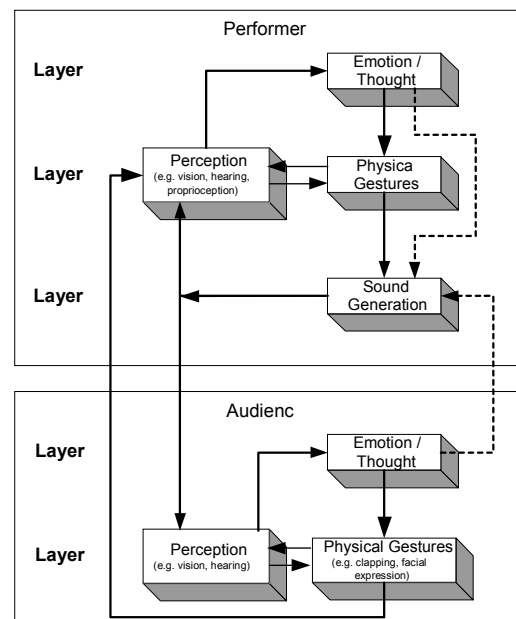 Performer
Layer
Emotion /
Thought
Layer
Perception
(e.g. vision, hearing,
proprioception)
Physica
Gestures
Layer
Sound
Generation
Audienc
Layer
Emotion /
Thought
Layer
Perception
(e.g. vision, hearing)
Physical Gestures
(e.g. clapping, facial
expression)